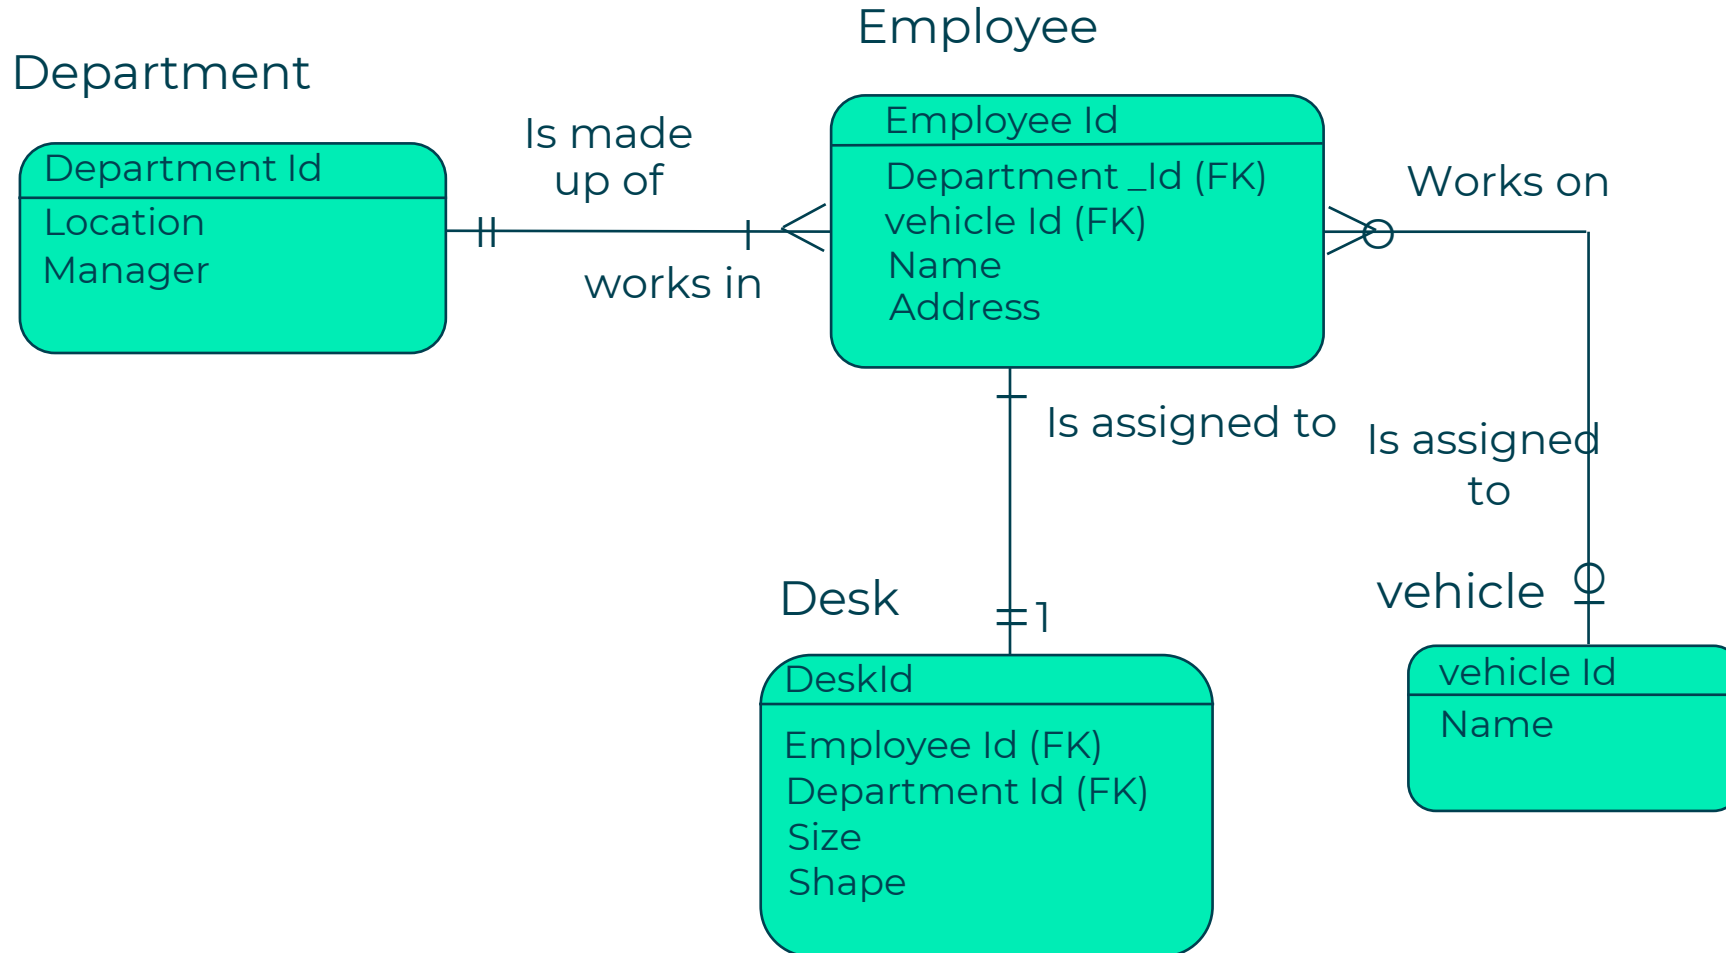 Employee
Department
Is made
up of
works in
Department Id
Location
Manager
Employee Id
Department _Id (FK)
vehicle Id (FK)
Name
Address
Works on
Is assigned to
Is assigned
to
Desk
1
vehicle
DeskId
Employee Id (FK)
Department Id (FK)
Size
Shape
vehicle Id
Name